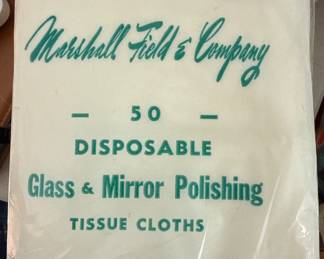 Marshall Field & Company
— 50 —
DISPOSABLE
Glass & Mirror Polishing
TISSUE CLOTHS